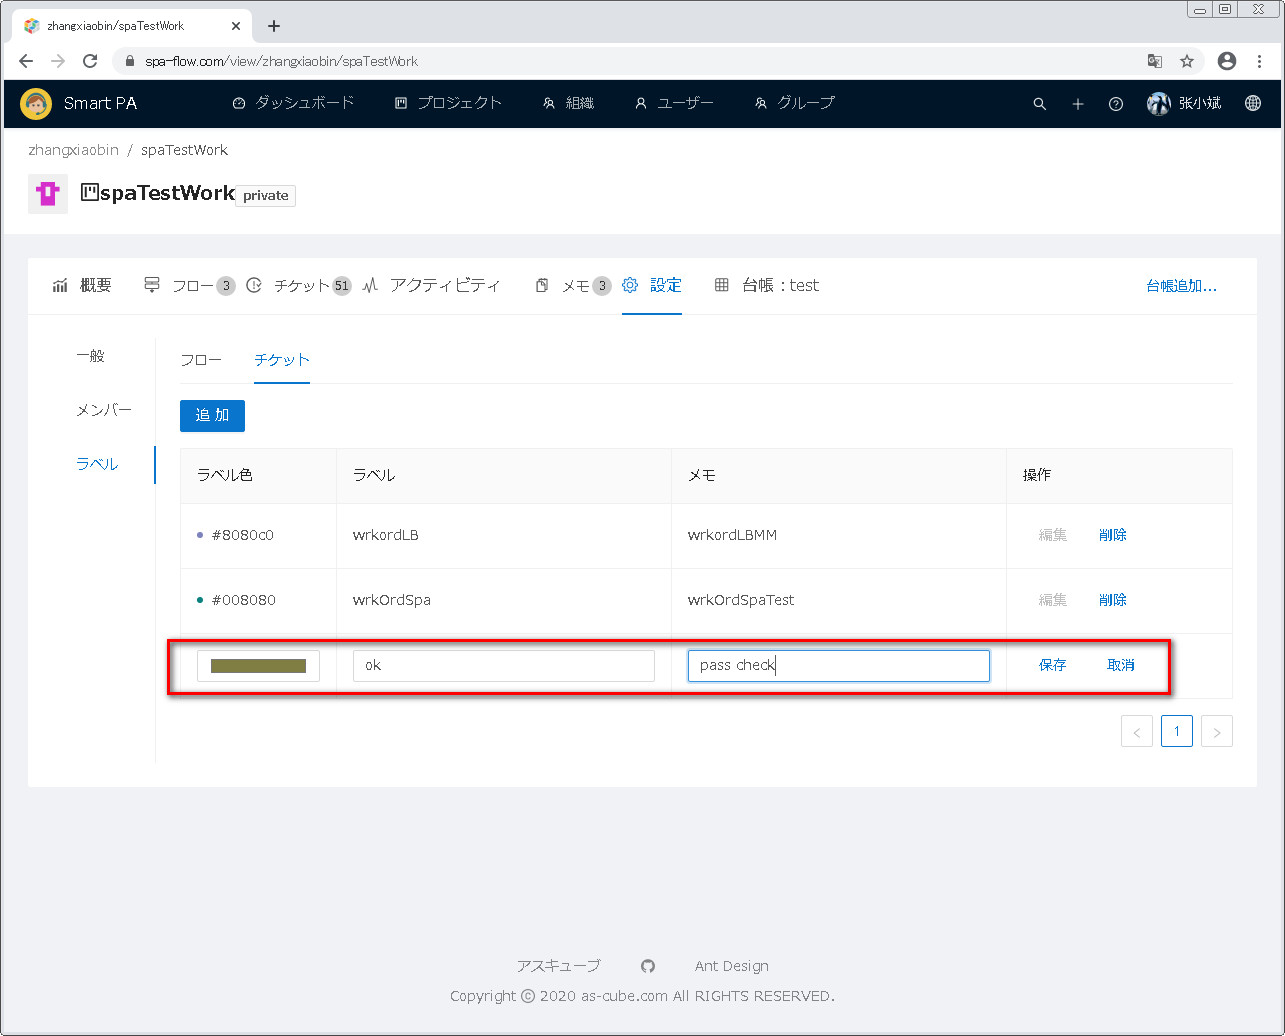 zhangxiaobin/spaTestWork
spa-flow.com/view/zhangxiaobin/spaTestWork
Smart PA ダッシュボード プロジェクト 組織 ユーザー グループ 张小斌
zhangxiaobin / spaTestWork
spaTestWork private
概要 フロー 3 チケット 51 アクティビティ メモ 3 設定 台帳：test 台帳追加...
一般
メンバー
ラベル
フロー チケット
追 加
ラベル色 ラベル メモ 操作
#8080c0 wrkordLB wrkordLBMM 編集 削除
#008080 wrkOrdSpa wrkOrdSpaTest 編集 削除
ok pass check 保存 取消
< 1 >
アスキューブ Ant Design
Copyright © 2020 as-cube.com All RIGHTS RESERVED.